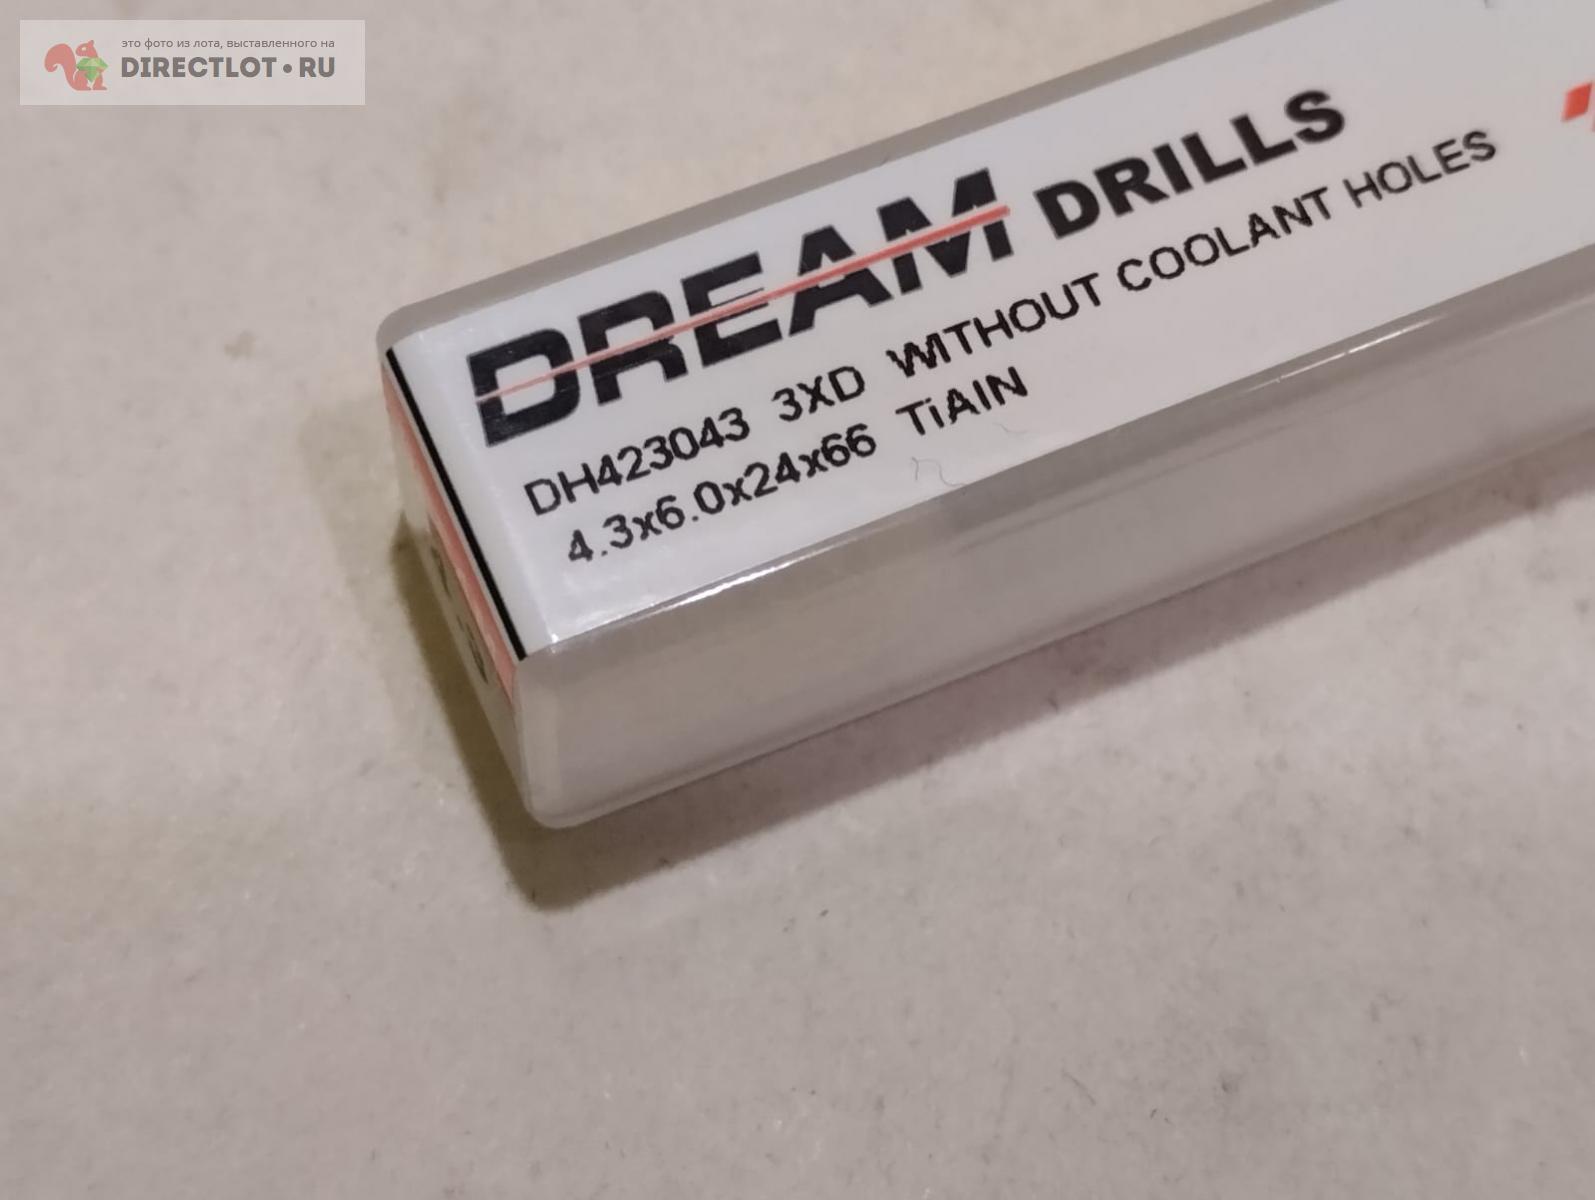 это фото из лота, выставленного на
DIRECTLOT•RU
DREAM DRILLS
DH423043 3XD WITHOUT COOLANT HOLES
4.3x6.0x24x66 TiAlN